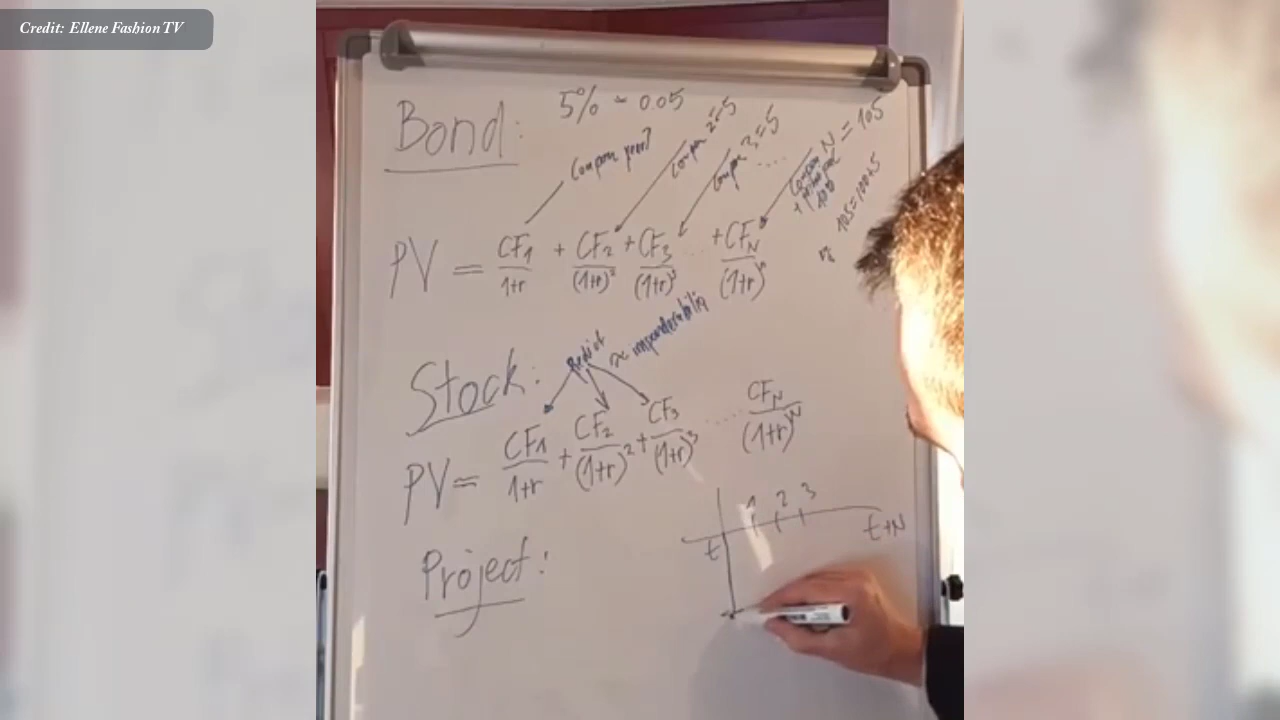 Credit: Ellene Fashion TV
Bond: 5% ~ 0.05
Coupon 2 = 5
Coupon 3 = 5
Coupon N = 105
+ principal
100
105 = 100 + 5
PV = CF1/(1+r) + CF2/(1+r)² + CF3/(1+r)³ ..... + CFN/(1+r)ⁿ
Stock:
PV = CF1/(1+r) + CF2/(1+r)² + CF3/(1+r)³ ..... CFN/(1+r)ᴺ
1 2 3
t t+N
Project: